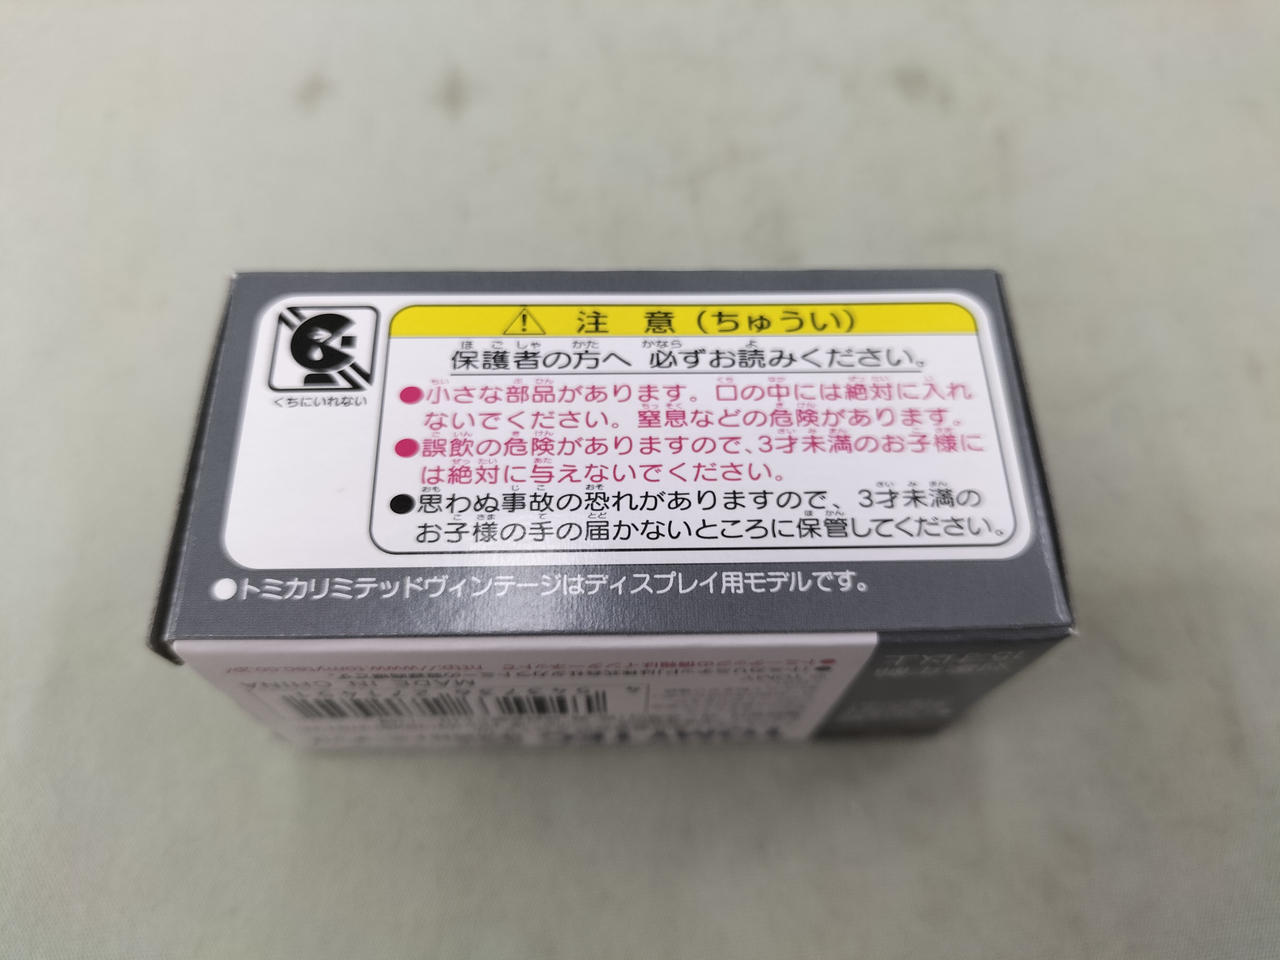 注 意（ちゅうい）
保護者の方へ 必ずお読みください。
くちにいれない
●小さな部品があります。口の中には絶対に入れ
ないでください。窒息などの危険があります。
●誤飲の危険がありますので、3才未満のお子様に
は絶対に与えないでください。
●思わぬ事故の恐れがありますので、3才未満の
お子様の手の届かないところに保管してください。
●トミカリミテッドヴィンテージはディスプレイ用モデルです。
http://www.tomytec.co.jp/
MADE IN CHINA